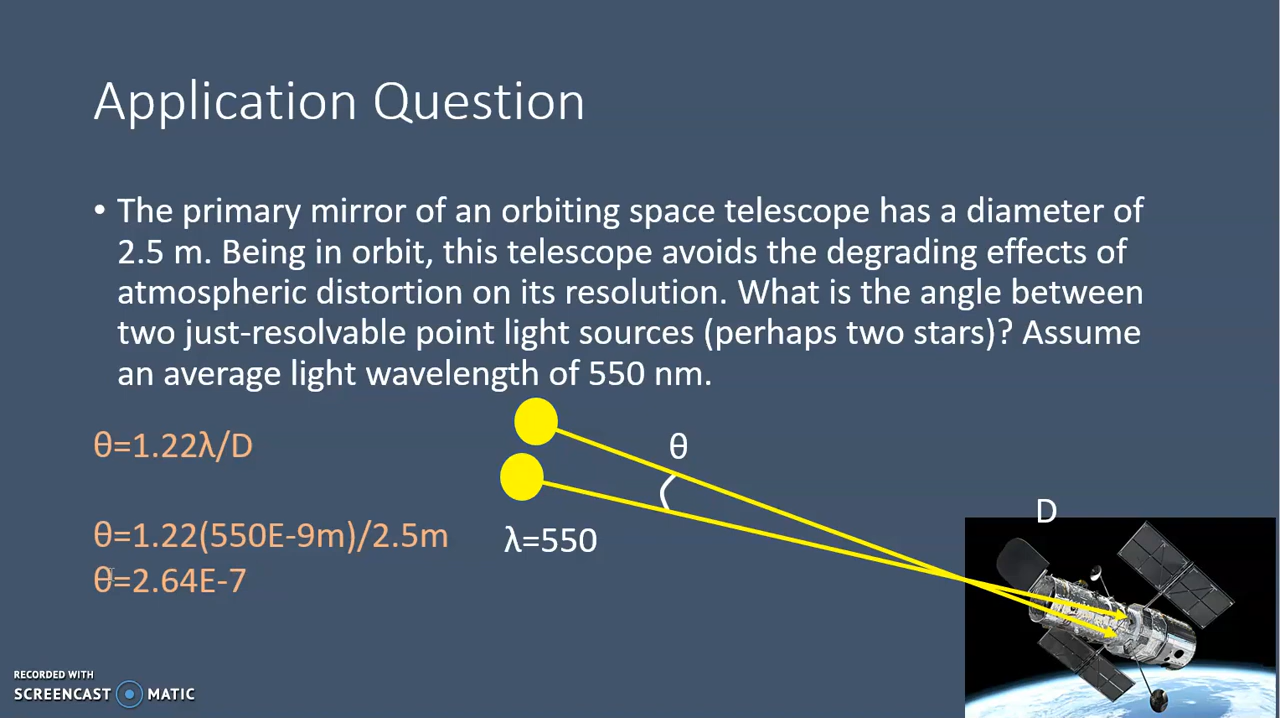 Application Question
• The primary mirror of an orbiting space telescope has a diameter of
2.5 m. Being in orbit, this telescope avoids the degrading effects of
atmospheric distortion on its resolution. What is the angle between
two just-resolvable point light sources (perhaps two stars)? Assume
an average light wavelength of 550 nm.
θ=1.22λ/D
θ
D
θ=1.22(550E-9m)/2.5m
λ=550
θ=2.64E-7
RECORDED WITH
SCREENCAST MATIC